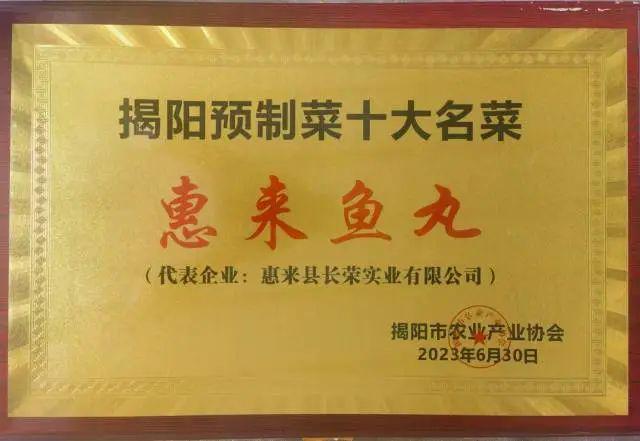 揭阳预制菜十大名菜
惠来鱼丸
（代表企业：惠来县长荣实业有限公司）
揭阳市农业产业协会
2023年6月30日